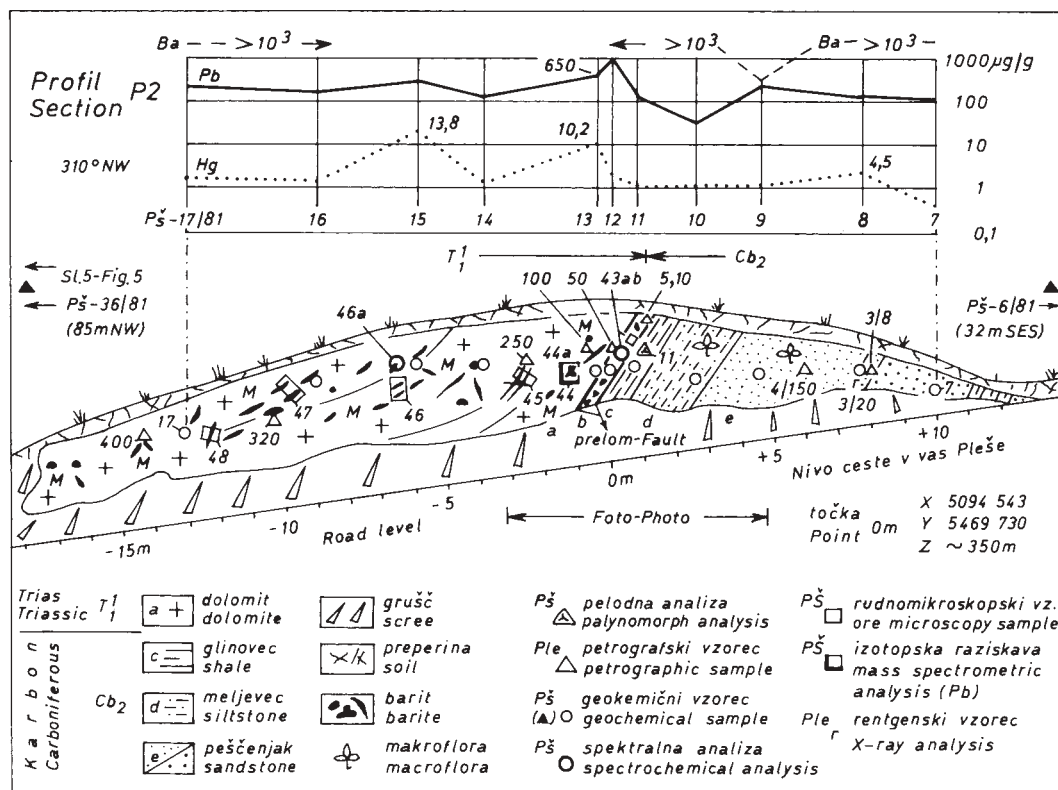 Ba - - - >10³ →
← >10³
Ba - >10³ -
Profil
Section P2
Pb
650
1000 µg/g
100
13,8
10,2
10
310° NW
Hg
4,5
1
Pš-17/81 16 15 14 13 12 11 10 9 8 7
0,1
T¹₁ Cb₂
Sl.5-Fig.5
Pš-36/81
(85m NW)
Pš-6/81
(32m SES)
100 50 43ab 5,10
46a
250
44a
M
11
3/8
M
45 44
4/150
r
7
M
47
M
46
M
3/20
17
a b c d e
400
M
320
48
prelom-Fault
M
+10
+5
Nivo ceste v vas Pleše
0m
-5
-10
Road level
-15m
Foto-Photo
točka
Point 0m
X 5094 543
Y 5469 730
Z ~350m
Trias
Triassic T¹₁
a + dolomit
dolomite
grušč
scree
Pš pelodna analiza
palynomorph analysis
PŠ rudnomikroskopski vz.
ore microscopy sample
Karbon
Carboniferous
Cb₂
c glinovec
shale
preperina
soil
Ple petrografski vzorec
petrographic sample
PŠ izotopska raziskava
mass spectrometric
analysis (Pb)
d meljevec
siltstone
barit
barite
Pš geokemični vzorec
(▲) geochemical sample
Ple rentgenski vzorec
r X-ray analysis
e peščenjak
sandstone
makroflora
macroflora
Pš spektralna analiza
spectrochemical analysis